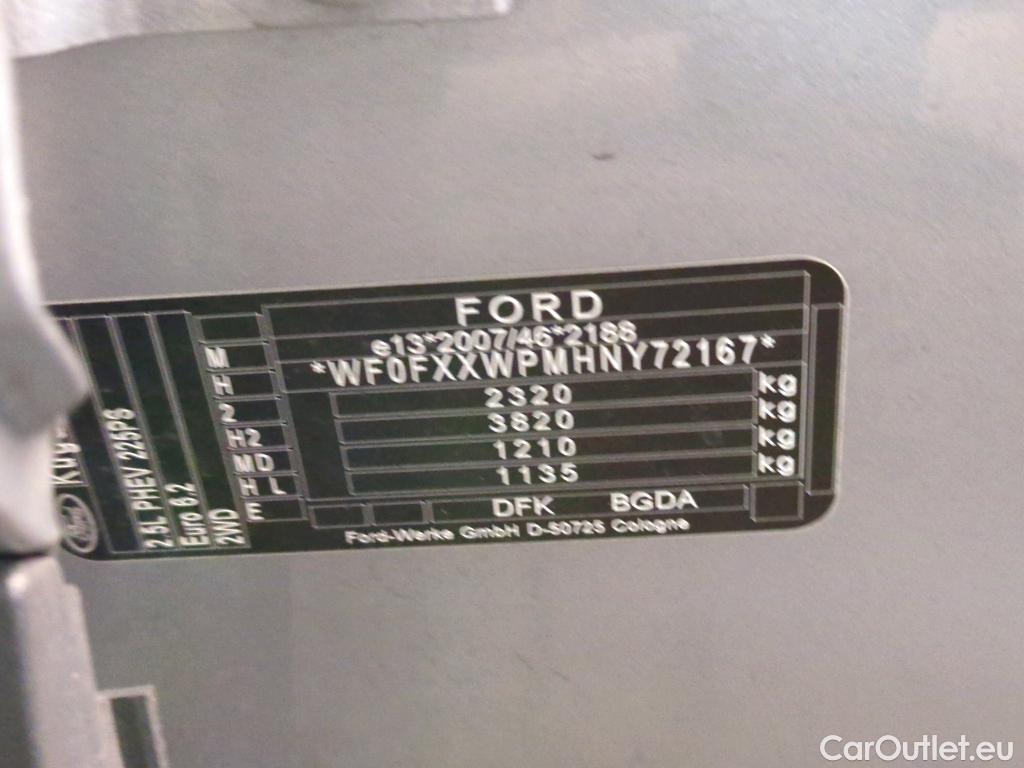 FORD
e13*2007/46*2188
*WF0FXXWPMHNY72167*
2320 kg
3820 kg
1210 kg
1135 kg
DFK BGDA
Ford-Werke GmbH D-50725 Cologne
M
H
2
H2
MD
H L
E
Ford
2.5L PHEV 225PS
Euro 6.2
2WD
CarOutlet.eu